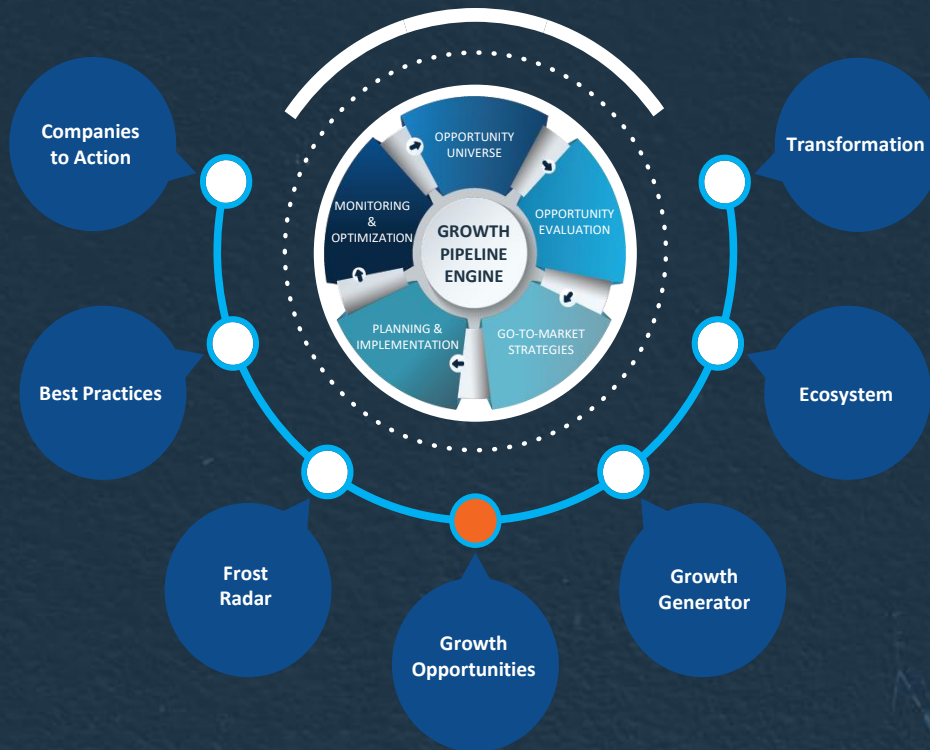 OPPORTUNITY
UNIVERSE
OPPORTUNITY
EVALUATION
GO-TO-MARKET
STRATEGIES
PLANNING &
IMPLEMENTATION
MONITORING
&
OPTIMIZATION
GROWTH
PIPELINE
ENGINE
Companies
to Action
Best Practices
Frost
Radar
Growth
Opportunities
Growth
Generator
Ecosystem
Transformation